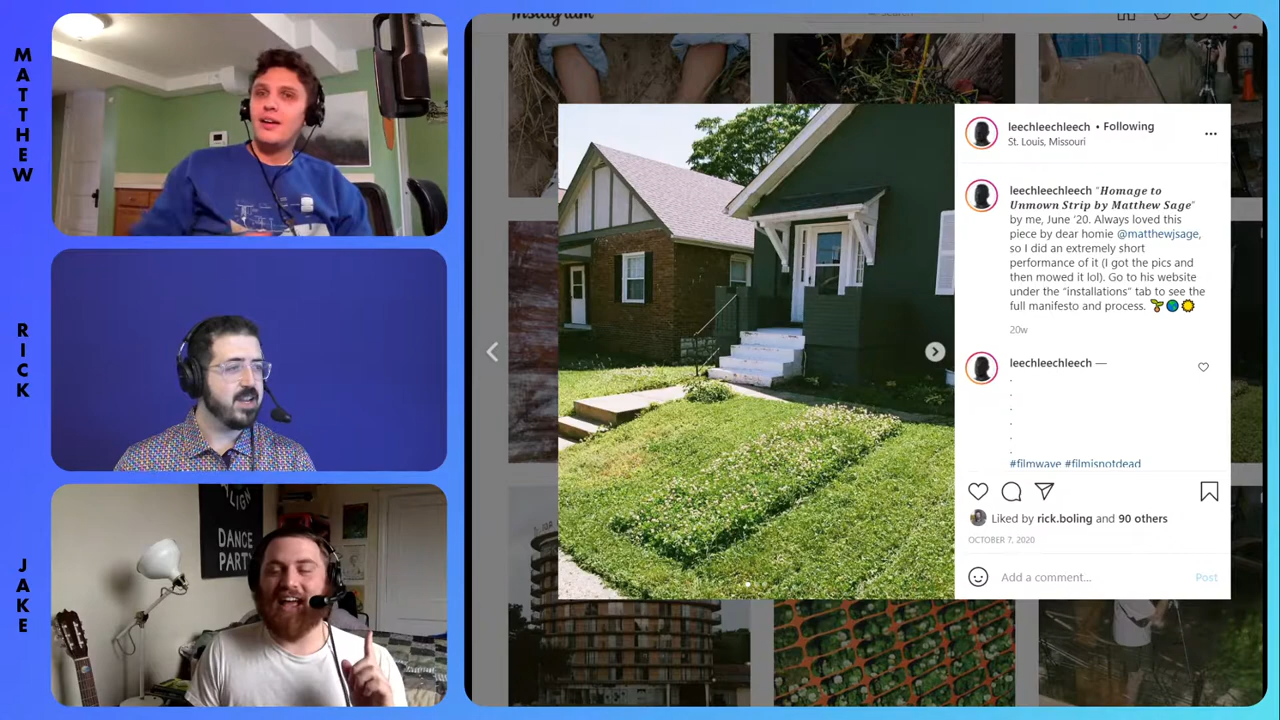 MATTHEW
RICK
JAKE
ALIGN
DANCE
PARTY
Instagram
leechleechleech • Following
St. Louis, Missouri
leechleechleech "Homage to
Unmown Strip by Matthew Sage"
by me, June '20. Always loved this
piece by dear homie @matthewjsage,
so I did an extremely short
performance of it (I got the pics and
then mowed it lol). Go to his website
under the "installations" tab to see the
full manifesto and process. 🌱🌎🌞
20w
leechleechleech —
.
.
.
.
.
.
#filmwave #filmisnotdead
Liked by rick.boling and 90 others
OCTOBER 7, 2020
Add a comment...
Post